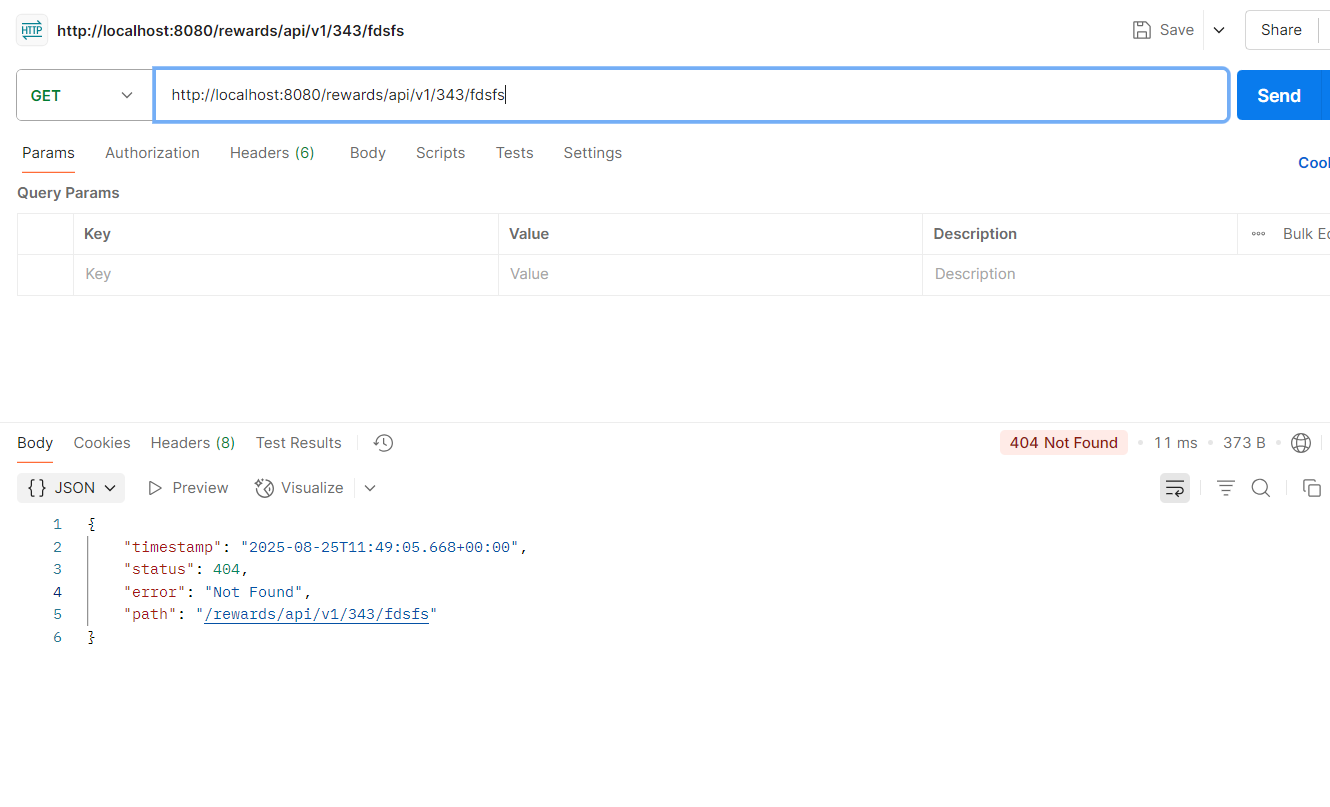 HTTP http://localhost:8080/rewards/api/v1/343/fdsfs Save Share
GET http://localhost:8080/rewards/api/v1/343/fdsfs Send
Params Authorization Headers (6) Body Scripts Tests Settings
Cool
Query Params
Key Value Description ooo Bulk Ed
Key Value Description
Body Cookies Headers (8) Test Results 404 Not Found • 11 ms • 373 B •
{} JSON Preview Visualize
1 {
2 "timestamp": "2025-08-25T11:49:05.668+00:00",
3 "status": 404,
4 "error": "Not Found",
5 "path": "/rewards/api/v1/343/fdsfs"
6 }